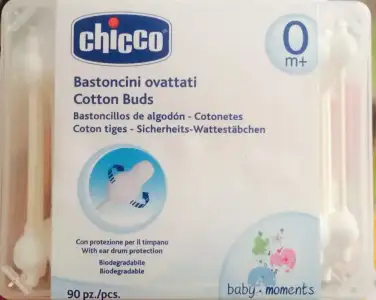 chicco
0
m+
Bastoncini ovattati
Cotton Buds
Bastoncillos de algodón - Cotonetes
Coton tiges - Sicherheits-Wattestäbchen
Con protezione per il timpano
With ear drum protection
Biodegradabile
Biodegradable
90 pz./pcs.
baby moments